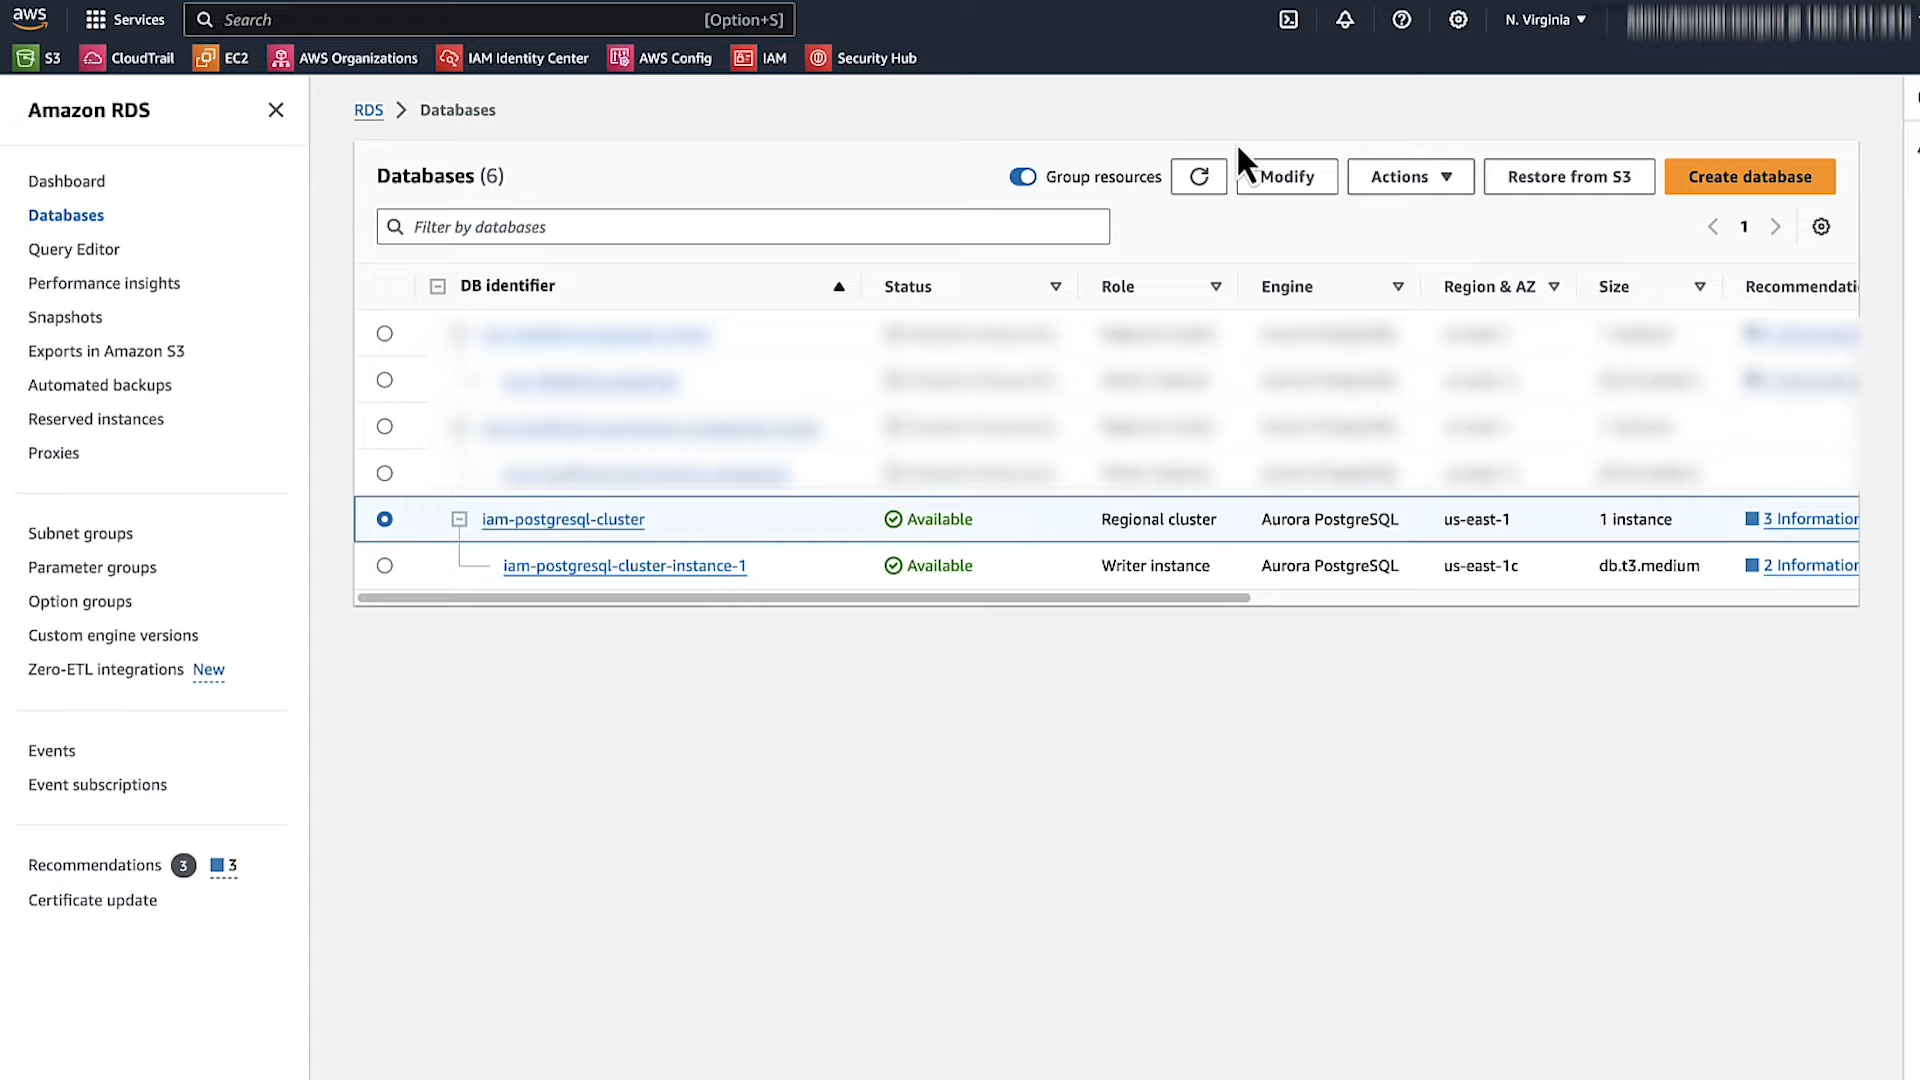 aws Services Search [Option+S] N. Virginia
S3 CloudTrail EC2 AWS Organizations IAM Identity Center AWS Config IAM Security Hub
Amazon RDS
Dashboard
Databases
Query Editor
Performance insights
Snapshots
Exports in Amazon S3
Automated backups
Reserved instances
Proxies
Subnet groups
Parameter groups
Option groups
Custom engine versions
Zero-ETL integrations New
Events
Event subscriptions
Recommendations 3 3
Certificate update
RDS > Databases
Databases (6) Group resources Modify Actions Restore from S3 Create database
Filter by databases 1
DB identifier Status Role Engine Region & AZ Size Recommendati
iam-postgresql-cluster Available Regional cluster Aurora PostgreSQL us-east-1 1 instance 3 Information
iam-postgresql-cluster-instance-1 Available Writer instance Aurora PostgreSQL us-east-1c db.t3.medium 2 Information